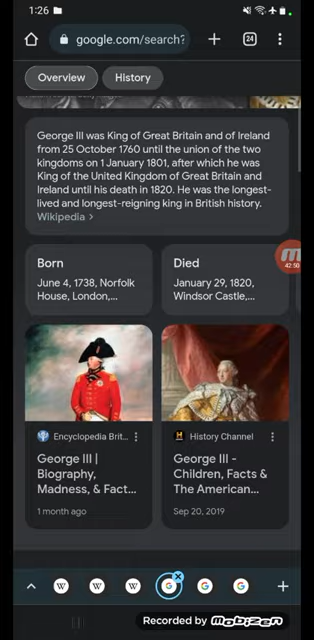 1:26
google.com/search?
24
Overview
History
George III was King of Great Britain and of Ireland
from 25 October 1760 until the union of the two
kingdoms on 1 January 1801, after which he was
King of the United Kingdom of Great Britain and
Ireland until his death in 1820. He was the longest-
lived and longest-reigning king in British history.
Wikipedia >
Born
June 4, 1738, Norfolk
House, London,...
Died
January 29, 1820,
Windsor Castle,...
42:50
Encyclopedia Brit...
George III |
Biography,
Madness, & Fact...
1 month ago
History Channel
George III -
Children, Facts &
The American...
Sep 20, 2019
Recorded by Mobizen